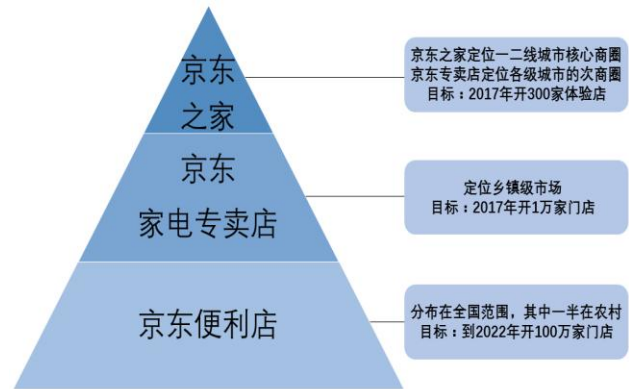 京东
之家
京东之家定位一二线城市核心商圈
京东专卖店定位各级城市的次商圈
目标：2017年开300家体验店
京东
家电专卖店
定位乡镇级市场
目标：2017年开1万家门店
京东便利店
分布在全国范围，其中一半在农村
目标：到2022年开100万家门店